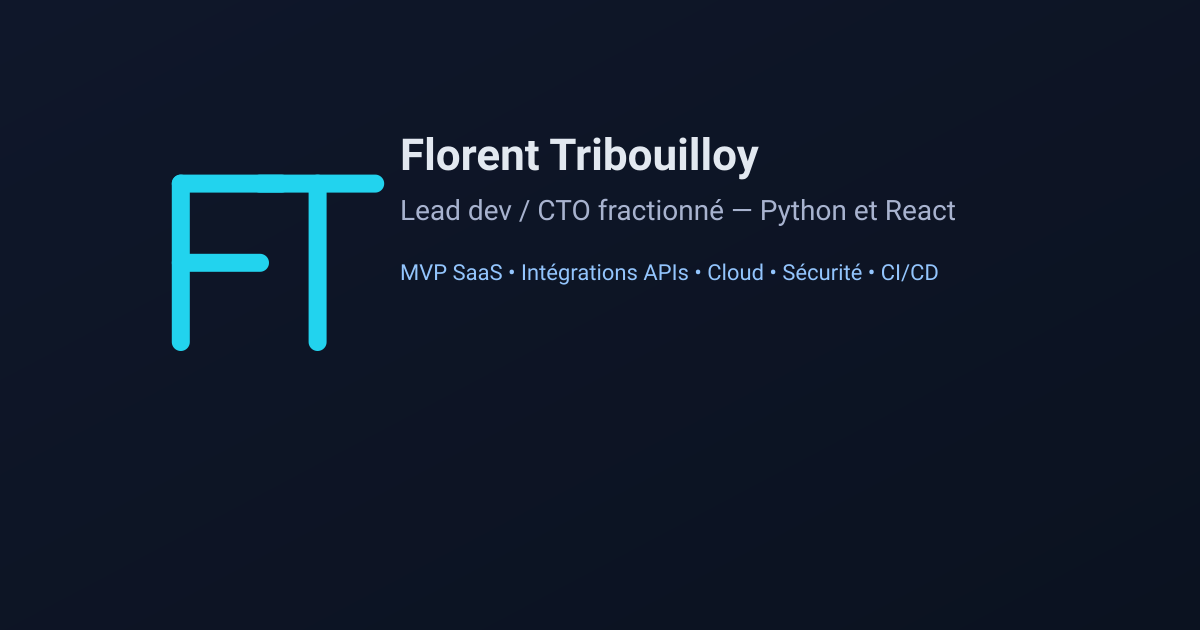 FT
Florent Tribouilloy
Lead dev / CTO fractionné — Python et React
MVP SaaS • Intégrations APIs • Cloud • Sécurité • CI/CD